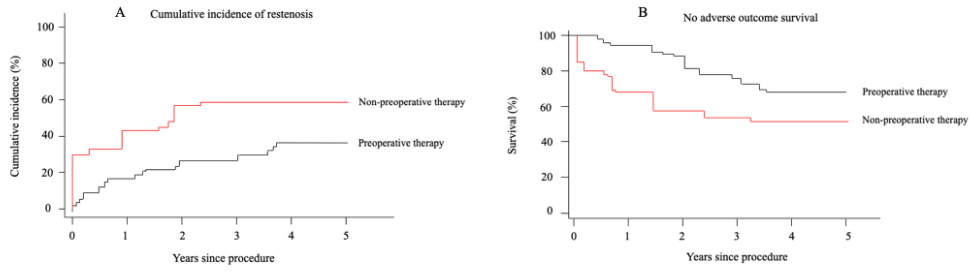 A
Cumulative incidence of restenosis
Cumulative incidence (%)
100
80
60
40
20
0
Non-preoperative therapy
Preoperative therapy
0 1 2 3 4 5
Years since procedure
B
No adverse outcome survival
Survival (%)
100
80
60
40
20
0
Preoperative therapy
Non-preoperative therapy
0 1 2 3 4 5
Years since procedure